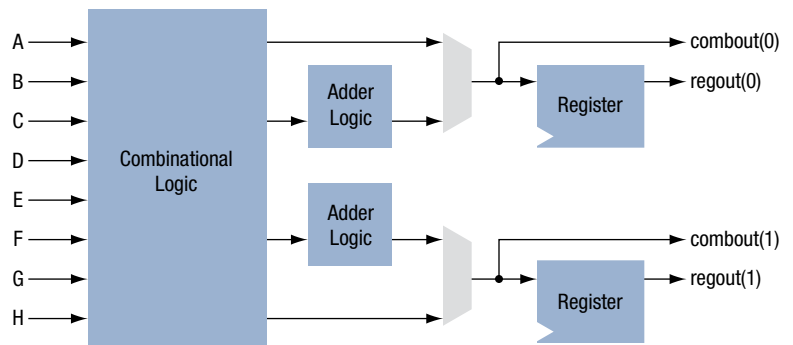 A
B
C
D
E
F
G
H
Combinational
Logic
Adder
Logic
Adder
Logic
Register
Register
combout(0)
regout(0)
combout(1)
regout(1)